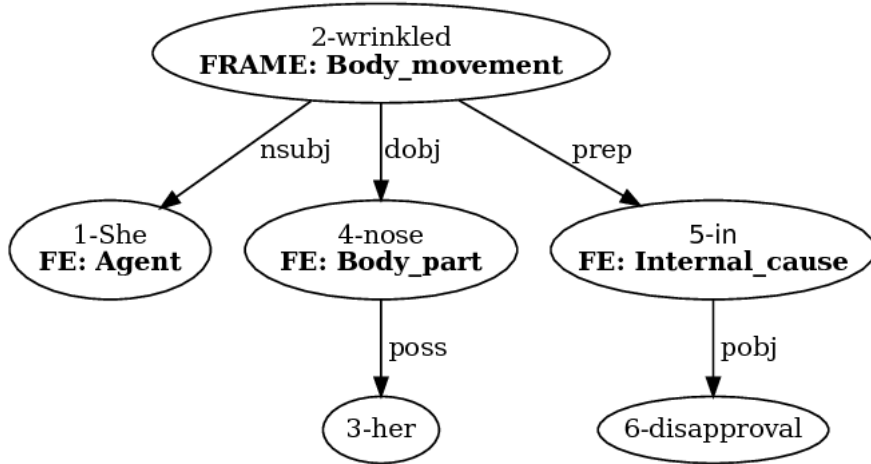 2-wrinkled
FRAME: Body_movement
nsubj
dobj
prep
1-She
FE: Agent
4-nose
FE: Body_part
5-in
FE: Internal_cause
poss
pobj
3-her
6-disapproval